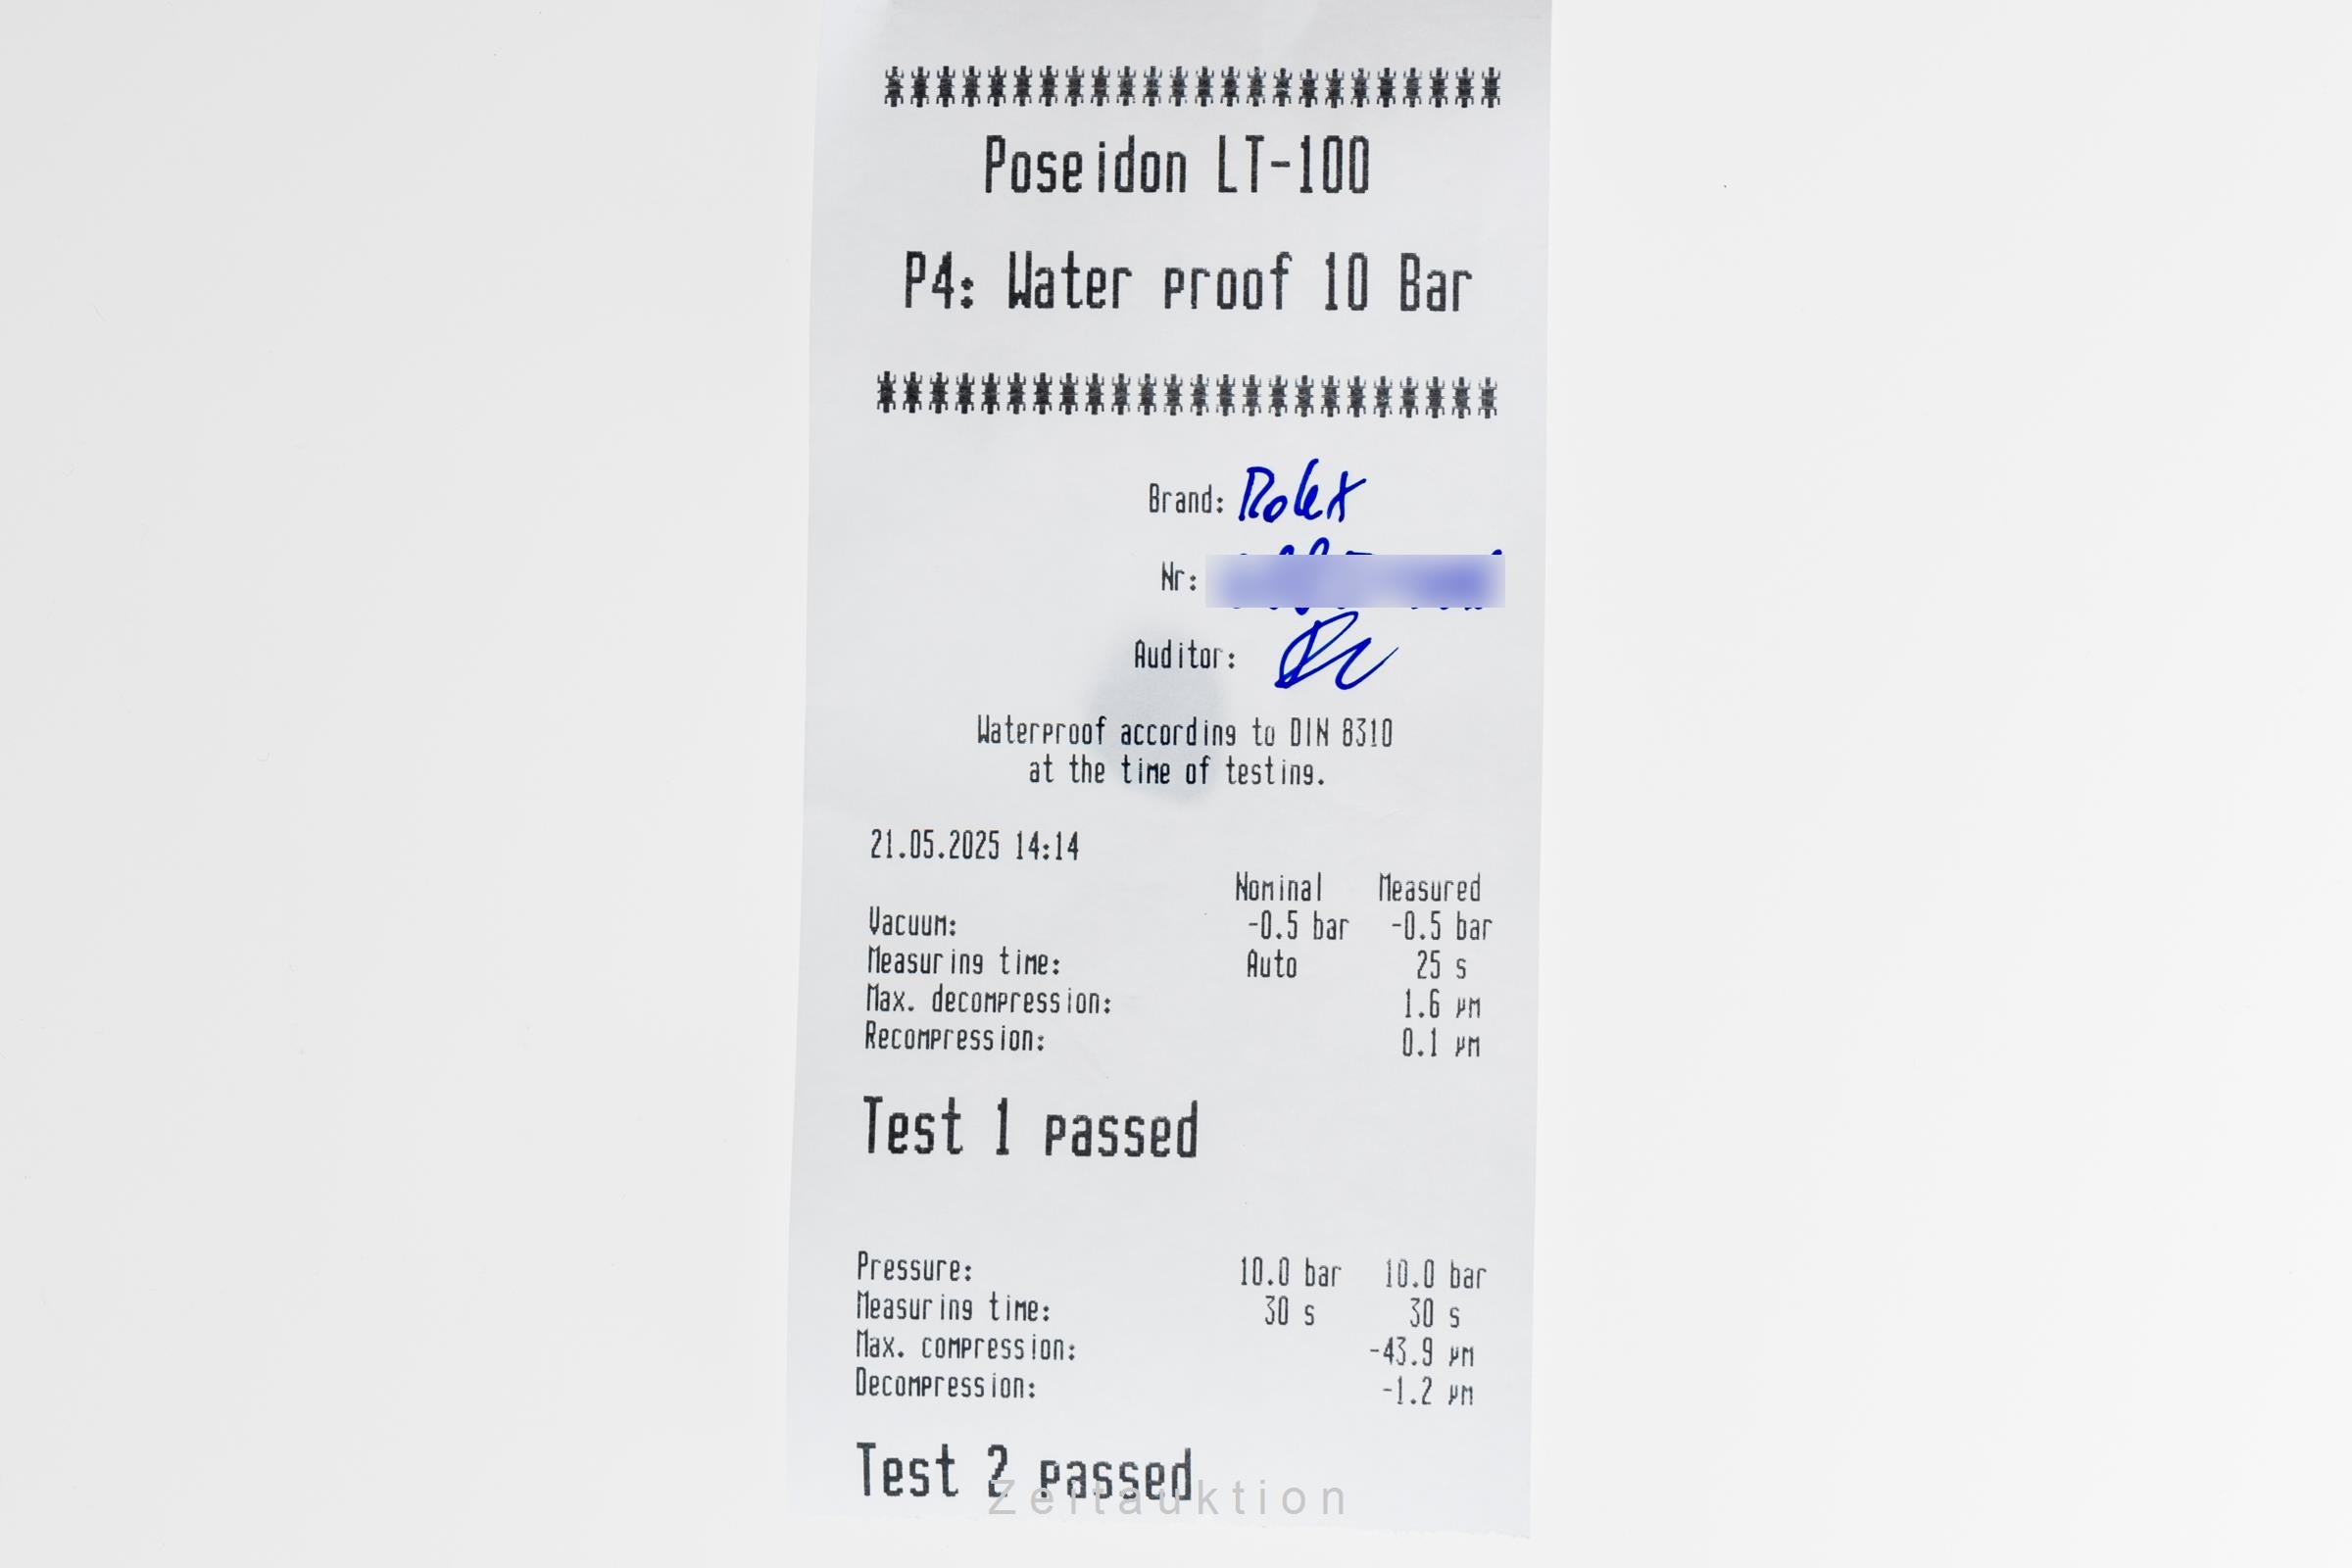 Poseidon LT-100
P4: Water proof 10 Bar
Brand: Rolex
Nr:
Auditor:
Waterproof according to DIN 8310
at the time of testing.
21.05.2025 14:14
Nominal Measured
Vacuum: -0.5 bar -0.5 bar
Measuring time: Auto 25 s
Max. decompression: 1.6 µm
Recompression: 0.1 µm
Test 1 passed
Pressure: 10.0 bar 10.0 bar
Measuring time: 30 s 30 s
Max. compression: -43.9 µm
Decompression: -1.2 µm
Test 2 passed
Zeitauktion